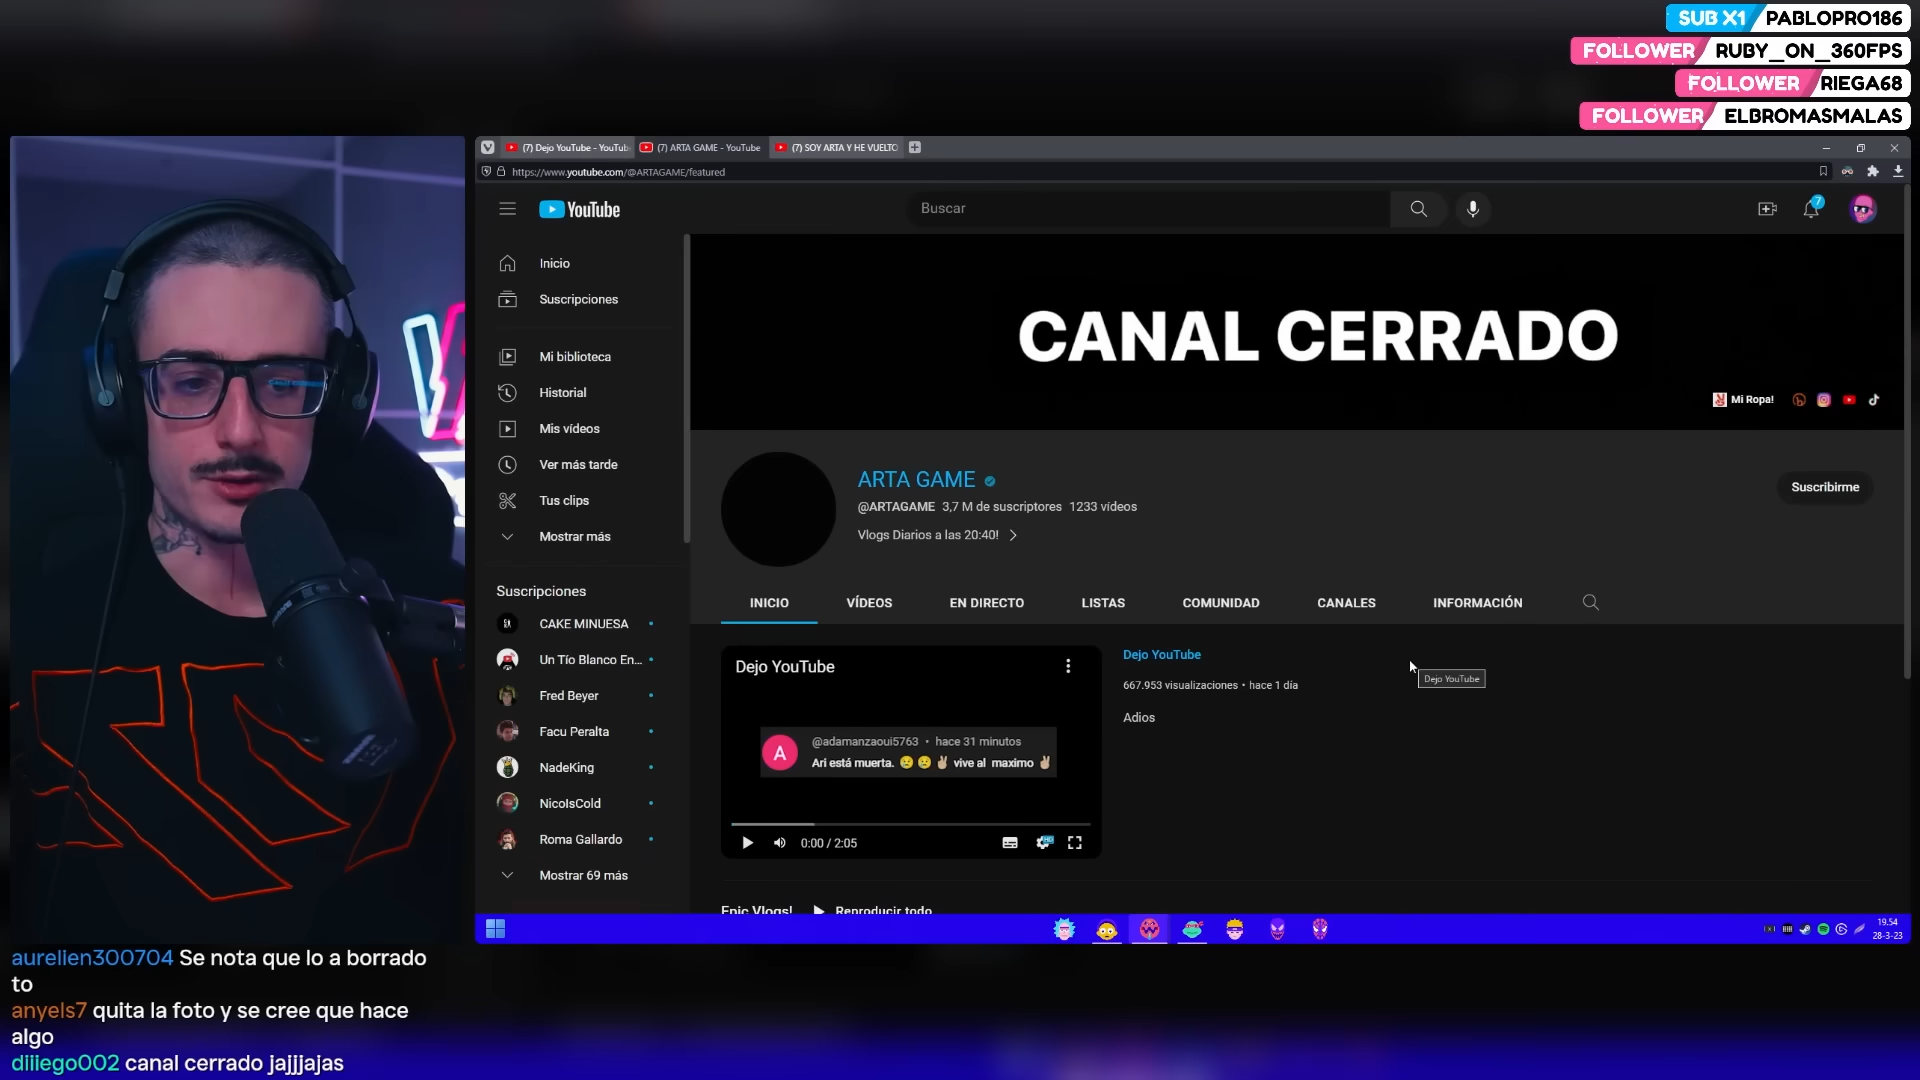 SUB X1 PABLOPRO186
FOLLOWER RUBY_ON_360FPS
FOLLOWER RIEGA68
FOLLOWER ELBROMASMALAS
(7) Dejo YouTube - YouTub
(7) ARTA GAME - YouTube
(7) SOY ARTA Y HE VUELTO
https://www.youtube.com/@ARTAGAME/featured
YouTube
Buscar
7
Inicio
Suscripciones
Mi biblioteca
Historial
Mis vídeos
Ver más tarde
Tus clips
Mostrar más
Suscripciones
CAKE MINUESA
Un Tío Blanco En...
Fred Beyer
Facu Peralta
NadeKing
NicoIsCold
Roma Gallardo
Mostrar 69 más
CANAL CERRADO
Mi Ropa!
ARTA GAME
@ARTAGAME 3,7 M de suscriptores 1233 vídeos
Vlogs Diarios a las 20:40!
Suscribirme
INICIO VÍDEOS EN DIRECTO LISTAS COMUNIDAD CANALES INFORMACIÓN
Dejo YouTube
A
@adamanzaoui5763 • hace 31 minutos
Ari está muerta. 😢 😢 ✌🏼 vive al maximo ✌🏼
0:00 / 2:05
Dejo YouTube
667.953 visualizaciones • hace 1 día
Adios
Dejo YouTube
Epic Vlogs! Reproducir todo
19.54
28-3-23
aurelien300704 Se nota que lo a borrado
to
anyels7 quita la foto y se cree que hace
algo
diiiego002 canal cerrado jajjjajas